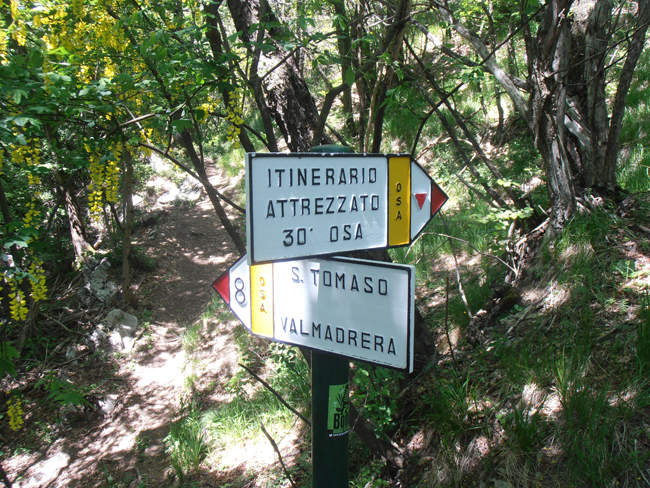 ITINERARIO
ATTREZZATO
30' OSA
OSA
8
OSA
S. TOMASO
VALMADRERA